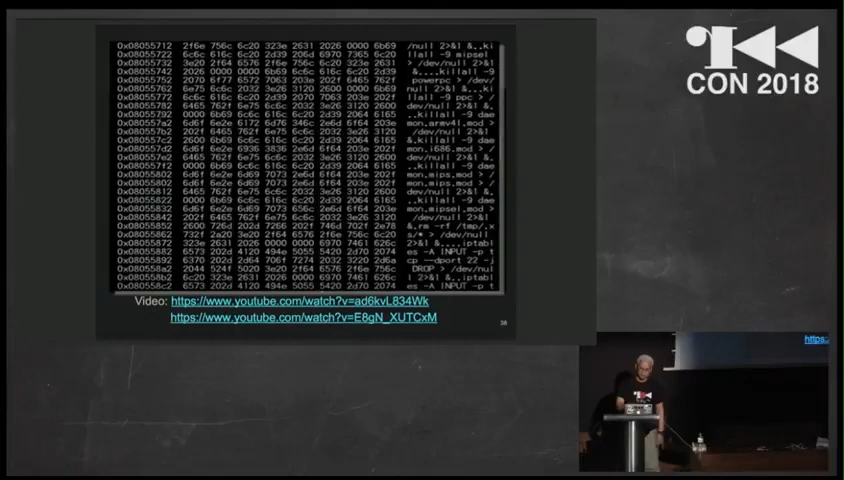 0x08055712 2f6e 756c 6c20 323e 2631 2026 0000 6b69 /null 2>&1 &..ki
0x08055722 6c6c 616c 6c20 2d39 206d 6970 7365 6c20 llall -9 mipsel
0x08055732 3e20 2f64 6576 2f6e 756c 6c20 323e 2631 > /dev/null 2>&1
0x08055742 2026 0000 006b 696c 6c61 6c6c 202d 3920 &....killall -9
0x08055752 2070 6f77 6572 7063 203e 202f 6465 762f powerpc > /dev/
0x08055762 6e75 6c6c 2032 3e26 3120 2600 006b 696c null 2>&1 &..ki
0x08055772 6c6c 616c 6c20 2d39 2070 7063 203e 202f llall -9 ppc > /
0x08055782 6465 762f 6e75 6c6c 2032 3e26 3120 2600 dev/null 2>&1 &.
0x08055792 0000 6b69 6c6c 616c 6c20 2d39 2064 6165 ..killall -9 dae
0x080557a2 6d6f 6e2e 6172 6d76 346c 2e6d 6f64 203e mon.armv4l.mod >
0x080557b2 202f 6465 762f 6e75 6c6c 2032 3e26 3120 /dev/null 2>&1
0x080557c2 2600 6b69 6c6c 616c 6c20 2d39 2064 6165 &.killall -9 dae
0x080557d2 6d6f 6e2e 6936 3836 2e6d 6f64 203e 202f mon.i686.mod > /
0x080557e2 6465 762f 6e75 6c6c 2032 3e26 3120 2600 dev/null 2>&1 &.
0x080557f2 0000 6b69 6c6c 616c 6c20 2d39 2064 6165 ..killall -9 dae
0x08055802 6d6f 6e2e 6d69 7073 2e6d 6f64 203e 202f mon.mips.mod > /
0x08055812 6465 762f 6e75 6c6c 2032 3e26 3120 2600 dev/null 2>&1 &.
0x08055822 0000 6b69 6c6c 616c 6c20 2d39 2064 6165 ..killall -9 dae
0x08055832 6d6f 6e2e 6d69 7073 656c 2e6d 6f64 203e mon.mipsel.mod >
0x08055842 202f 6465 762f 6e75 6c6c 2032 3e26 3120 /dev/null 2>&1
0x08055852 2600 726d 202d 7266 202f 746d 702f 2e78 &.rm -rf /tmp/.x
0x08055862 732f 2a20 3e20 2f64 6576 2f6e 756c 6c20 s/* > /dev/null
0x08055872 323e 2631 2026 0000 0000 6970 7461 626c 2>&1 &....iptabl
0x08055882 6573 202d 4120 494e 5055 5420 2d70 2074 es -A INPUT -p t
0x08055892 6370 202d 2d64 706f 7274 2032 3220 2d6a cp --dport 22 -j
0x080558a2 2044 524f 5020 3e20 2f64 6576 2f6e 756c DROP > /dev/nul
0x080558b2 6c20 323e 2631 2026 0000 6970 7461 626c l 2>&1 &..iptabl
0x080558c2 6573 202d 4120 494e 5055 5420 2d70 2074 es -A INPUT -p t
Video: https://www.youtube.com/watch?v=ad6kvL834Wk
https://www.youtube.com/watch?v=E8gN_XUTCxM
38
CON 2018
https: